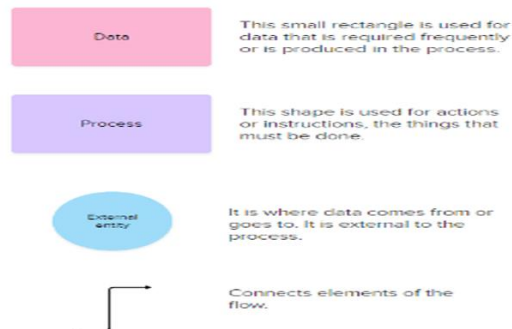 Data
This small rectangle is used for
data that is required frequently
or is produced in the process.
Process
This shape is used for actions
or instructions, the things that
must be done.
External
entity
It is where data comes from or
goes to. It is external to the
process.
Connects elements of the
flow.